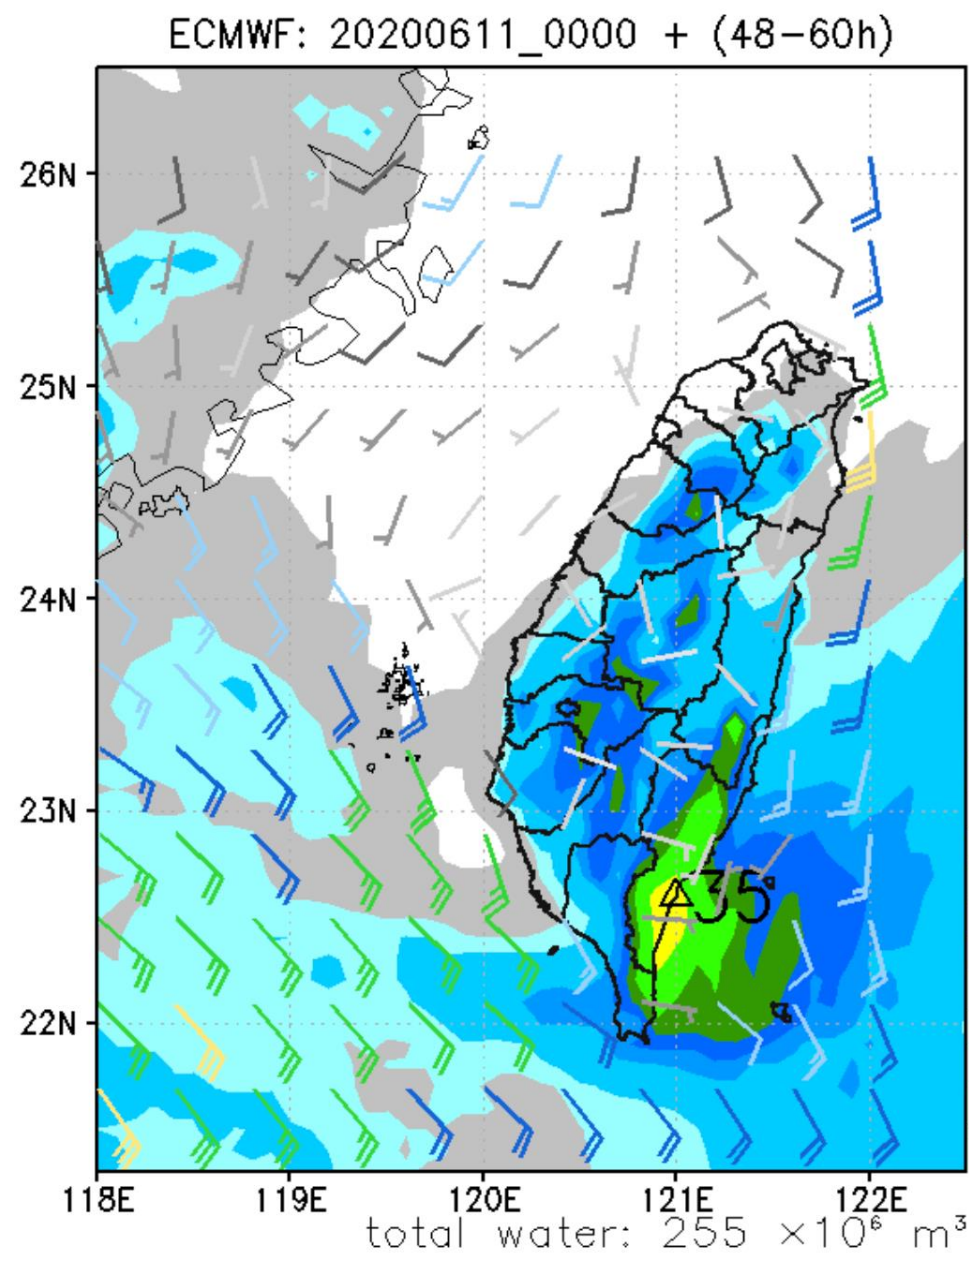 ECMWF: 20200611_0000 + (48-60h)
26N
25N
24N
23N
35
22N
118E 119E 120E 121E 122E
total water: 255 ×10⁶ m³